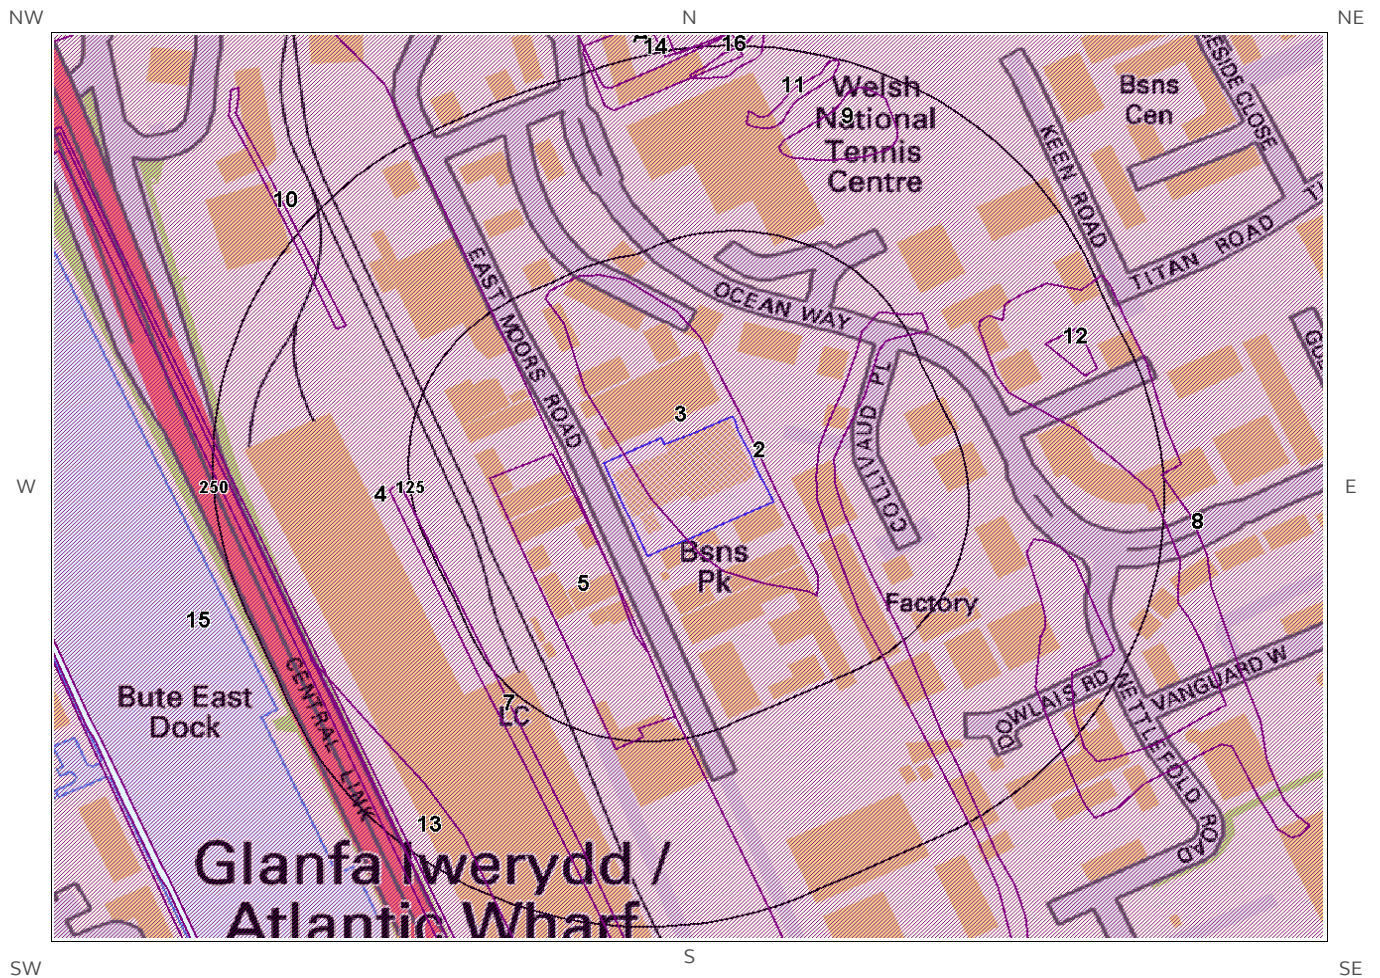 NW
N
NE
14
16
11
Welsh
National
9
Tennis
Centre
Bsns
Cen
KEEN ROAD
TITAN ROAD
10
EAST MOORS ROAD
OCEAN WAY
12
COLLIVAUD PL
3
2
W
250
4
125
E
8
Bsns
Pk
5
Factory
15
CENTRAL LINK
Bute East
Dock
7
LC
DOWLAIS RD
VANGUARD W
NETTLEFOLD ROAD
13
Glanfa Iwerydd /
Atlantic Wharf
SW
S
SE